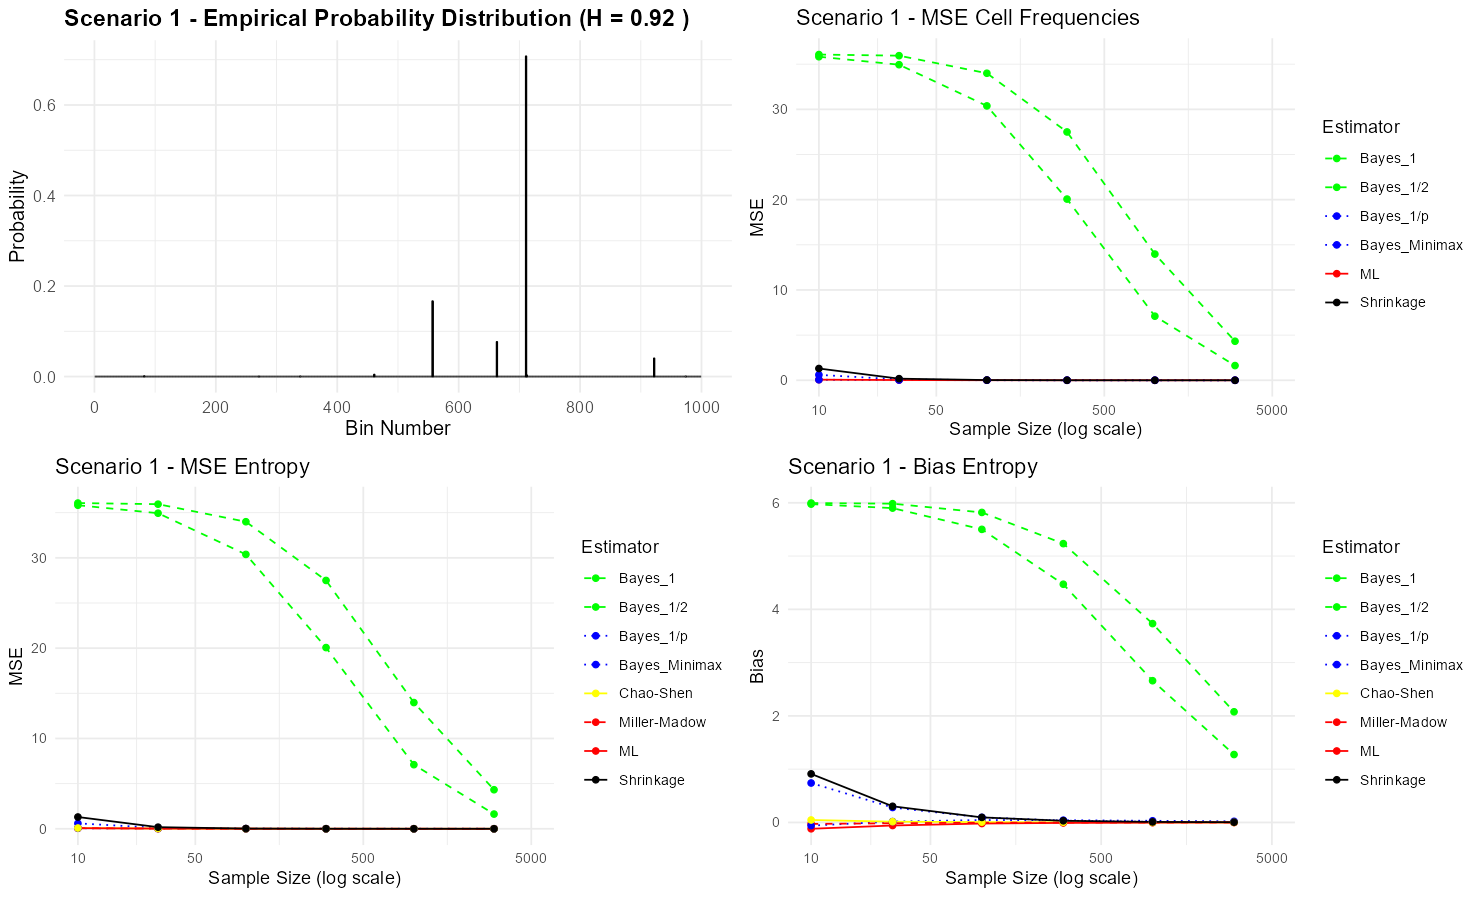 Scenario 1 - Empirical Probability Distribution (H = 0.92 )
Probability
0.6
0.4
0.2
0.0
0
200
400
600
800
1000
Bin Number
Scenario 1 - MSE Cell Frequencies
MSE
30
20
10
0
10
50
500
5000
Sample Size (log scale)
Estimator
Bayes_1
Bayes_1/2
Bayes_1/p
Bayes_Minimax
ML
Shrinkage
Scenario 1 - MSE Entropy
MSE
30
20
10
0
10
50
500
5000
Sample Size (log scale)
Estimator
Bayes_1
Bayes_1/2
Bayes_1/p
Bayes_Minimax
Chao-Shen
Miller-Madow
ML
Shrinkage
Scenario 1 - Bias Entropy
Bias
6
4
2
0
10
50
500
5000
Sample Size (log scale)
Estimator
Bayes_1
Bayes_1/2
Bayes_1/p
Bayes_Minimax
Chao-Shen
Miller-Madow
ML
Shrinkage